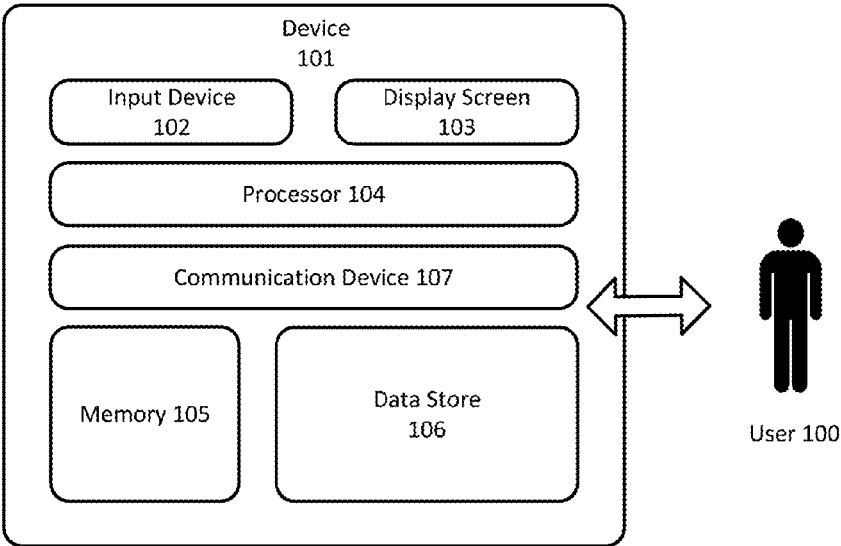 Device
101
Input Device
102
Display Screen
103
Processor 104
Communication Device 107
Memory 105
Data Store
106
User 100